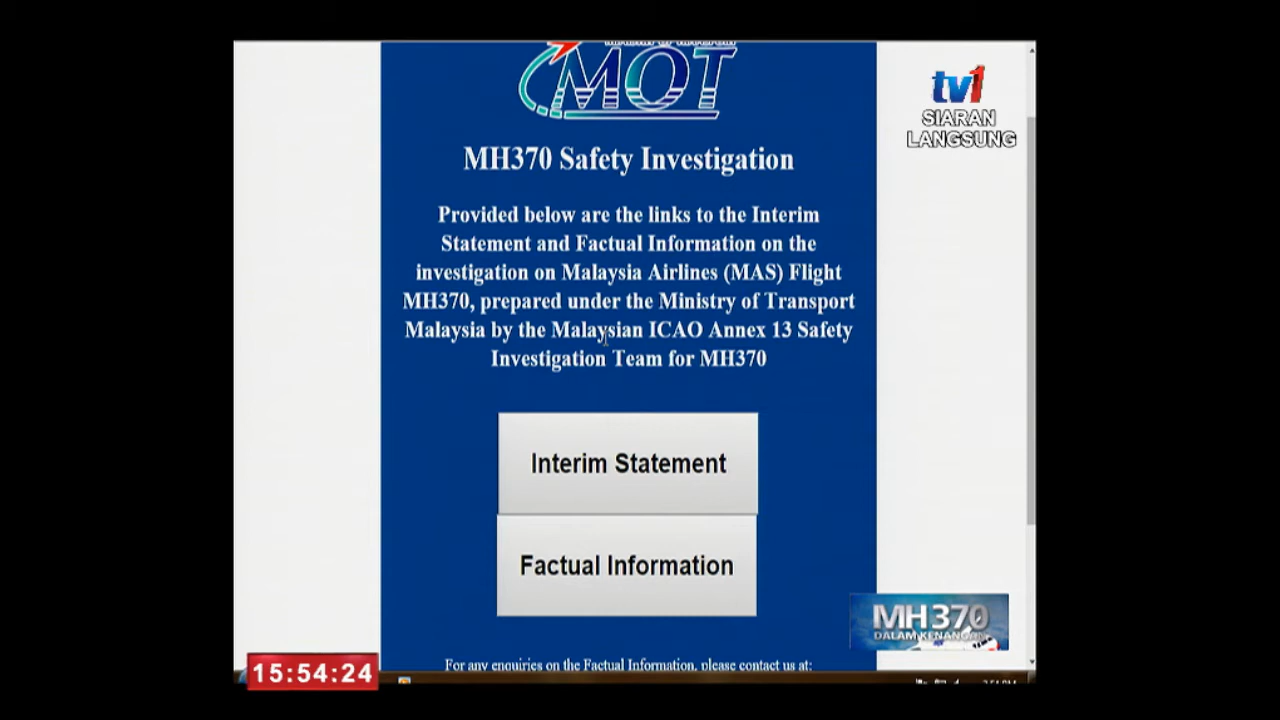 MOT
tv1
SIARAN
LANGSUNG
MH370 Safety Investigation
Provided below are the links to the Interim
Statement and Factual Information on the
investigation on Malaysia Airlines (MAS) Flight
MH370, prepared under the Ministry of Transport
Malaysia by the Malaysian ICAO Annex 13 Safety
Investigation Team for MH370
Interim Statement
Factual Information
MH370
DALAM KENANGAN
For any enquiries on the Factual Information, please contact us at:
15:54:24